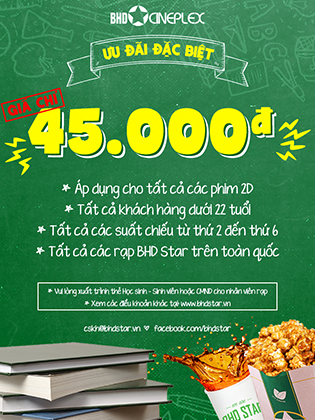 BHD CINEPLEX
ƯU ĐÃI ĐẶC BIỆT
GIÁ CHỈ
45.000đ
Áp dụng cho tất cả các phim 2D
Tất cả khách hàng dưới 22 tuổi
Tất cả các suất chiếu từ thứ 2 đến thứ 6
Tất cả các rạp BHD Star trên toàn quốc
* Vui lòng xuất trình thẻ Học sinh - Sinh viên hoặc CMND cho nhân viên rạp
* Xem các điều khoản khác tại www.bhdstar.vn
cskh@bhdstar.vn facebook.com/bhdstar
BHD STAR